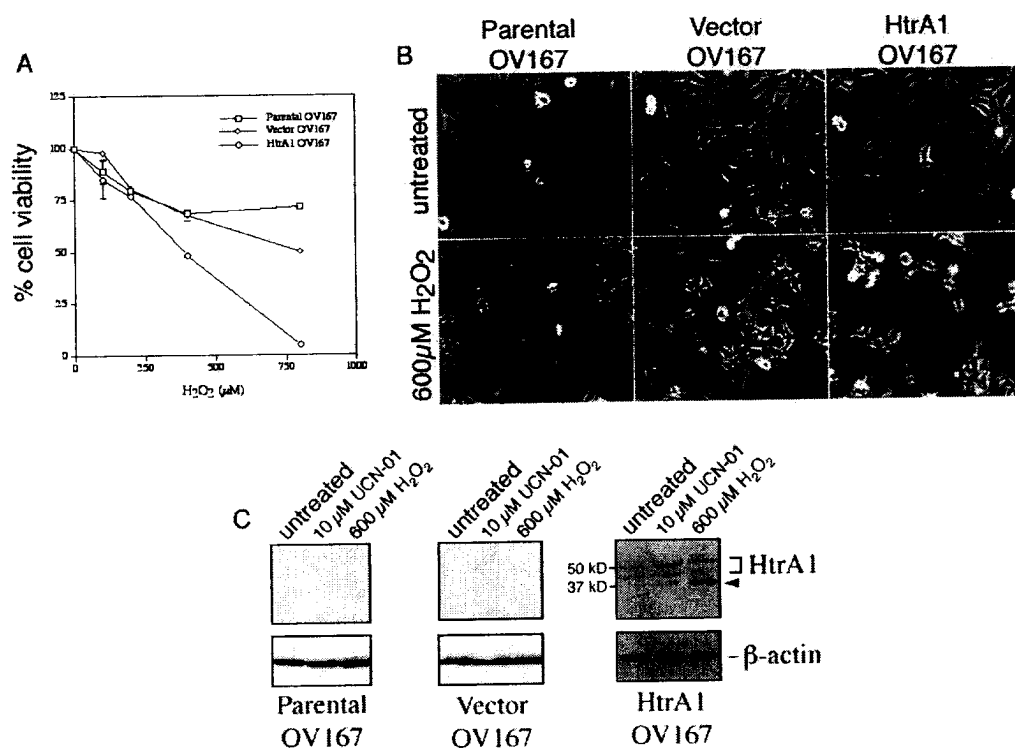 A
125
100
75
50
25
0
% cell viability
0
250
500
750
1000
H2O2 (μM)
Parental OV167
Vector OV167
HtrA1 OV167
B
Parental
OV167
Vector
OV167
HtrA1
OV167
untreated
600μM H2O2
C
untreated
10 μM UCN-01
600 μM H2O2
untreated
10 μM UCN-01
600 μM H2O2
untreated
10 μM UCN-01
600 μM H2O2
50 kD
37 kD
HtrA1
β-actin
Parental
OV167
Vector
OV167
HtrA1
OV167